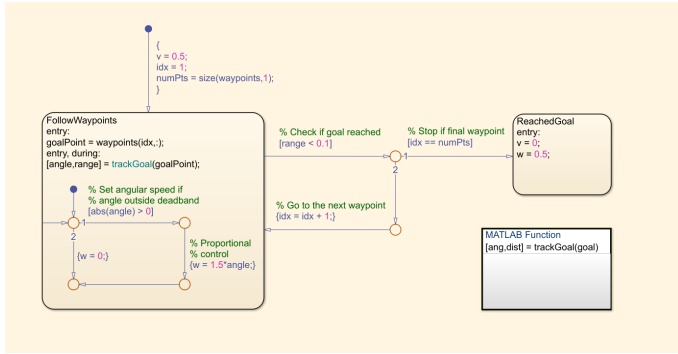 {
v = 0.5;
idx = 1;
numPts = size(waypoints,1);
}
FollowWaypoints
entry:
goalPoint = waypoints(idx,:);
entry, during:
[angle,range] = trackGoal(goalPoint);
% Set angular speed if
% angle outside deadband
[abs(angle) > 0]
1
2
{w = 0;}
% Proportional
% control
{w = 1.5*angle;}
% Check if goal reached
[range < 0.1]
% Stop if final waypoint
[idx == numPts]
1
2
% Go to the next waypoint
{idx = idx + 1;}
ReachedGoal
entry:
v = 0;
w = 0.5;
MATLAB Function
[ang,dist] = trackGoal(goal)